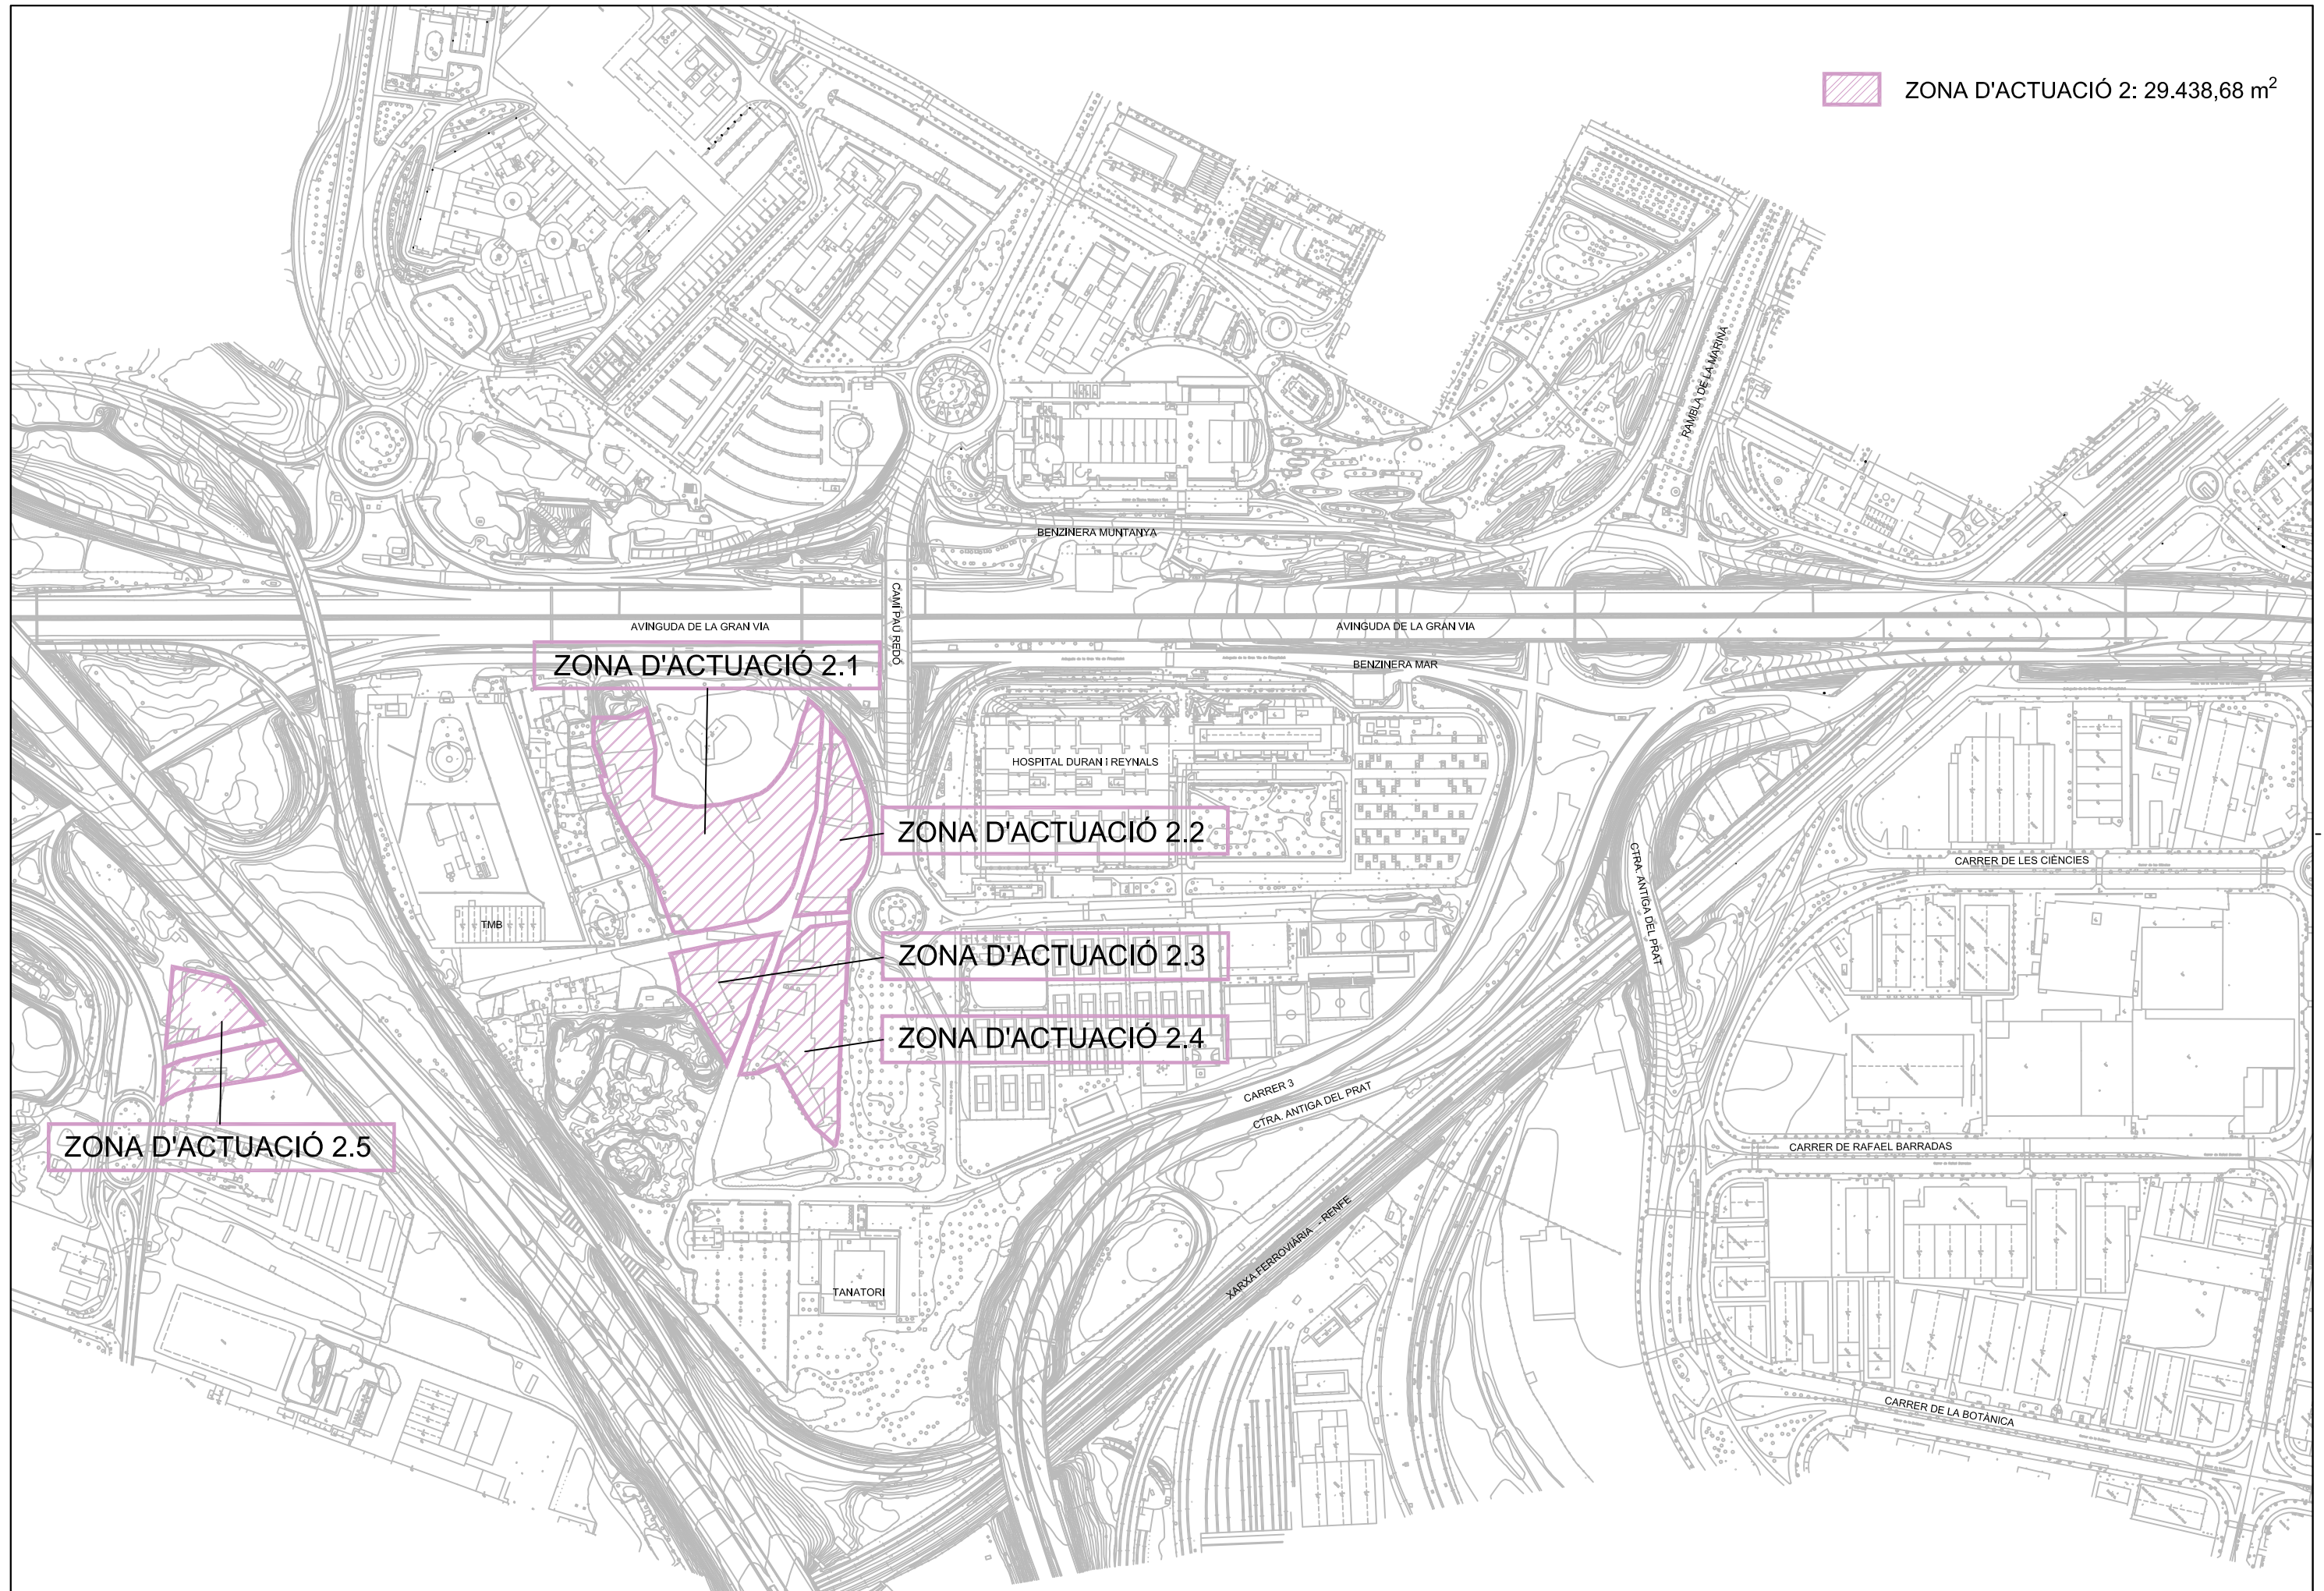 ZONA D'ACTUACIÓ 2: 29.438,68 m²
RAMBLA DE LA MARINA
BENZINERA MUNTANYA
CAMÍ PAU REDÓ
AVINGUDA DE LA GRAN VIA
AVINGUDA DE LA GRAN VIA
ZONA D'ACTUACIÓ 2.1
BENZINERA MAR
HOSPITAL DURAN I REYNALS
ZONA D'ACTUACIÓ 2.2
CARRER DE LES CIÈNCIES
CTRA. ANTIGA DEL PRAT
TMB
ZONA D'ACTUACIÓ 2.3
ZONA D'ACTUACIÓ 2.4
CARRER 3
CTRA. ANTIGA DEL PRAT
ZONA D'ACTUACIÓ 2.5
CARRER DE RAFAEL BARRADAS
XARXA FERROVIÀRIA - RENFE
TANATORI
CARRER DE LA BOTÀNICA